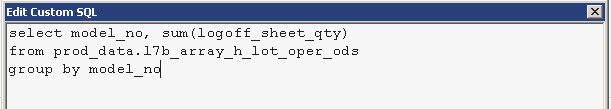 Edit Custom SQL
select model_no, sum(logoff_sheet_qty)
from prod_data.l7b_array_h_lot_oper_ods
group by model_no